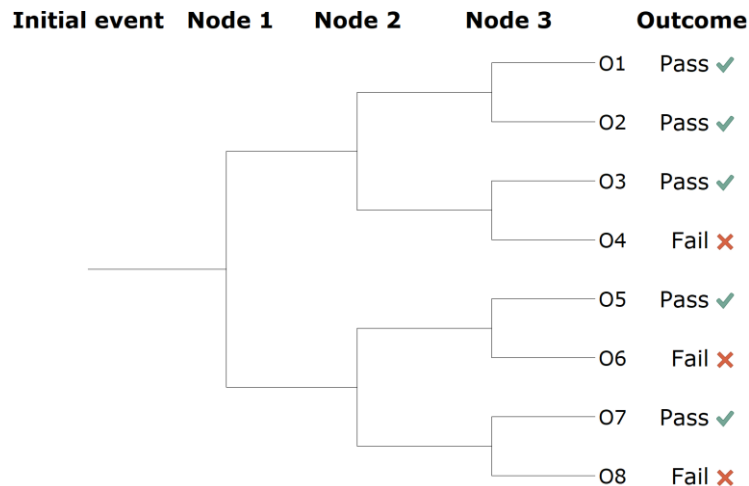 Initial event Node 1 Node 2 Node 3 Outcome
O1 Pass
O2 Pass
O3 Pass
O4 Fail
O5 Pass
O6 Fail
O7 Pass
O8 Fail